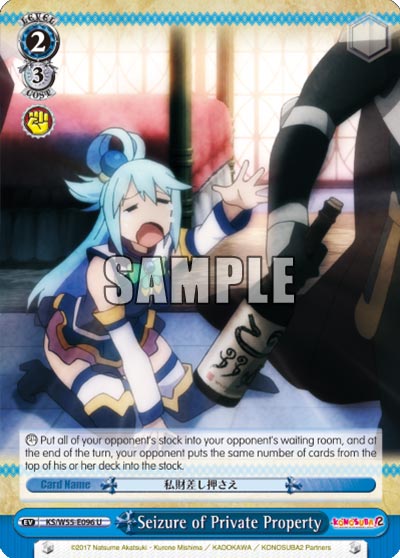 LEVEL
2
3
COST
SAMPLE
Put all of your opponent's stock into your opponent's waiting room, and at
the end of the turn, your opponent puts the same number of cards from the
top of his or her deck into the stock.
Card Name 私財差し押さえ
EV KS/W55-E096 U Seizure of Private Property KONOSUBA2
©2017 Natsume Akatsuki・Kurone Mishima / KADOKAWA / KONOSUBA2 Partners